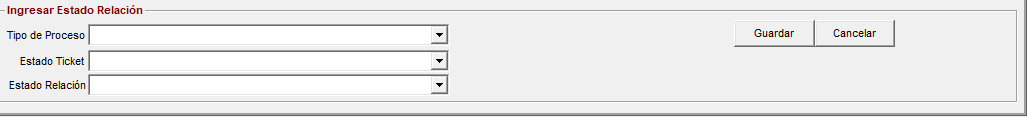 Ingresar Estado Relación
Tipo de Proceso
Guardar Cancelar
Estado Ticket
Estado Relación